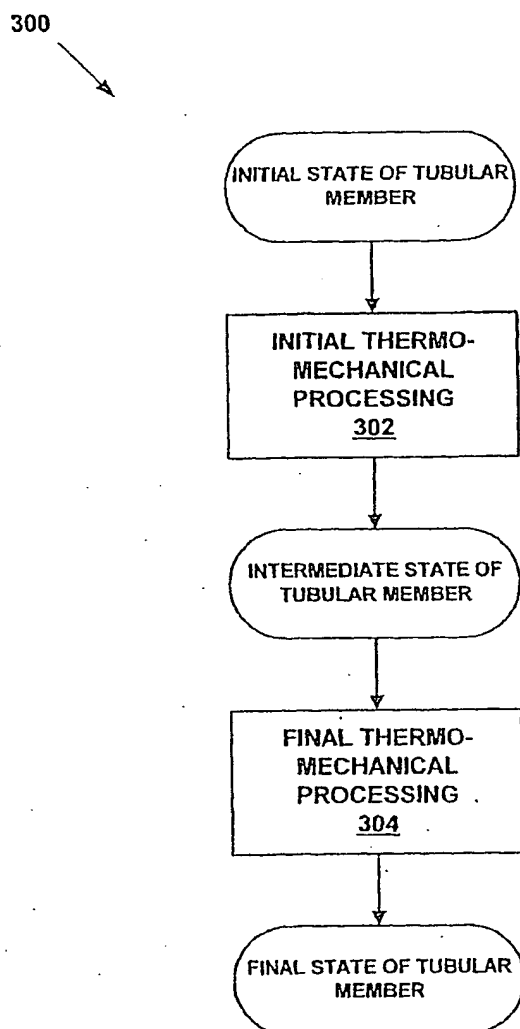 300
INITIAL STATE OF TUBULAR
MEMBER
INITIAL THERMO-
MECHANICAL
PROCESSING
302
INTERMEDIATE STATE OF
TUBULAR MEMBER
FINAL THERMO-
MECHANICAL
PROCESSING
304
FINAL STATE OF TUBULAR
MEMBER